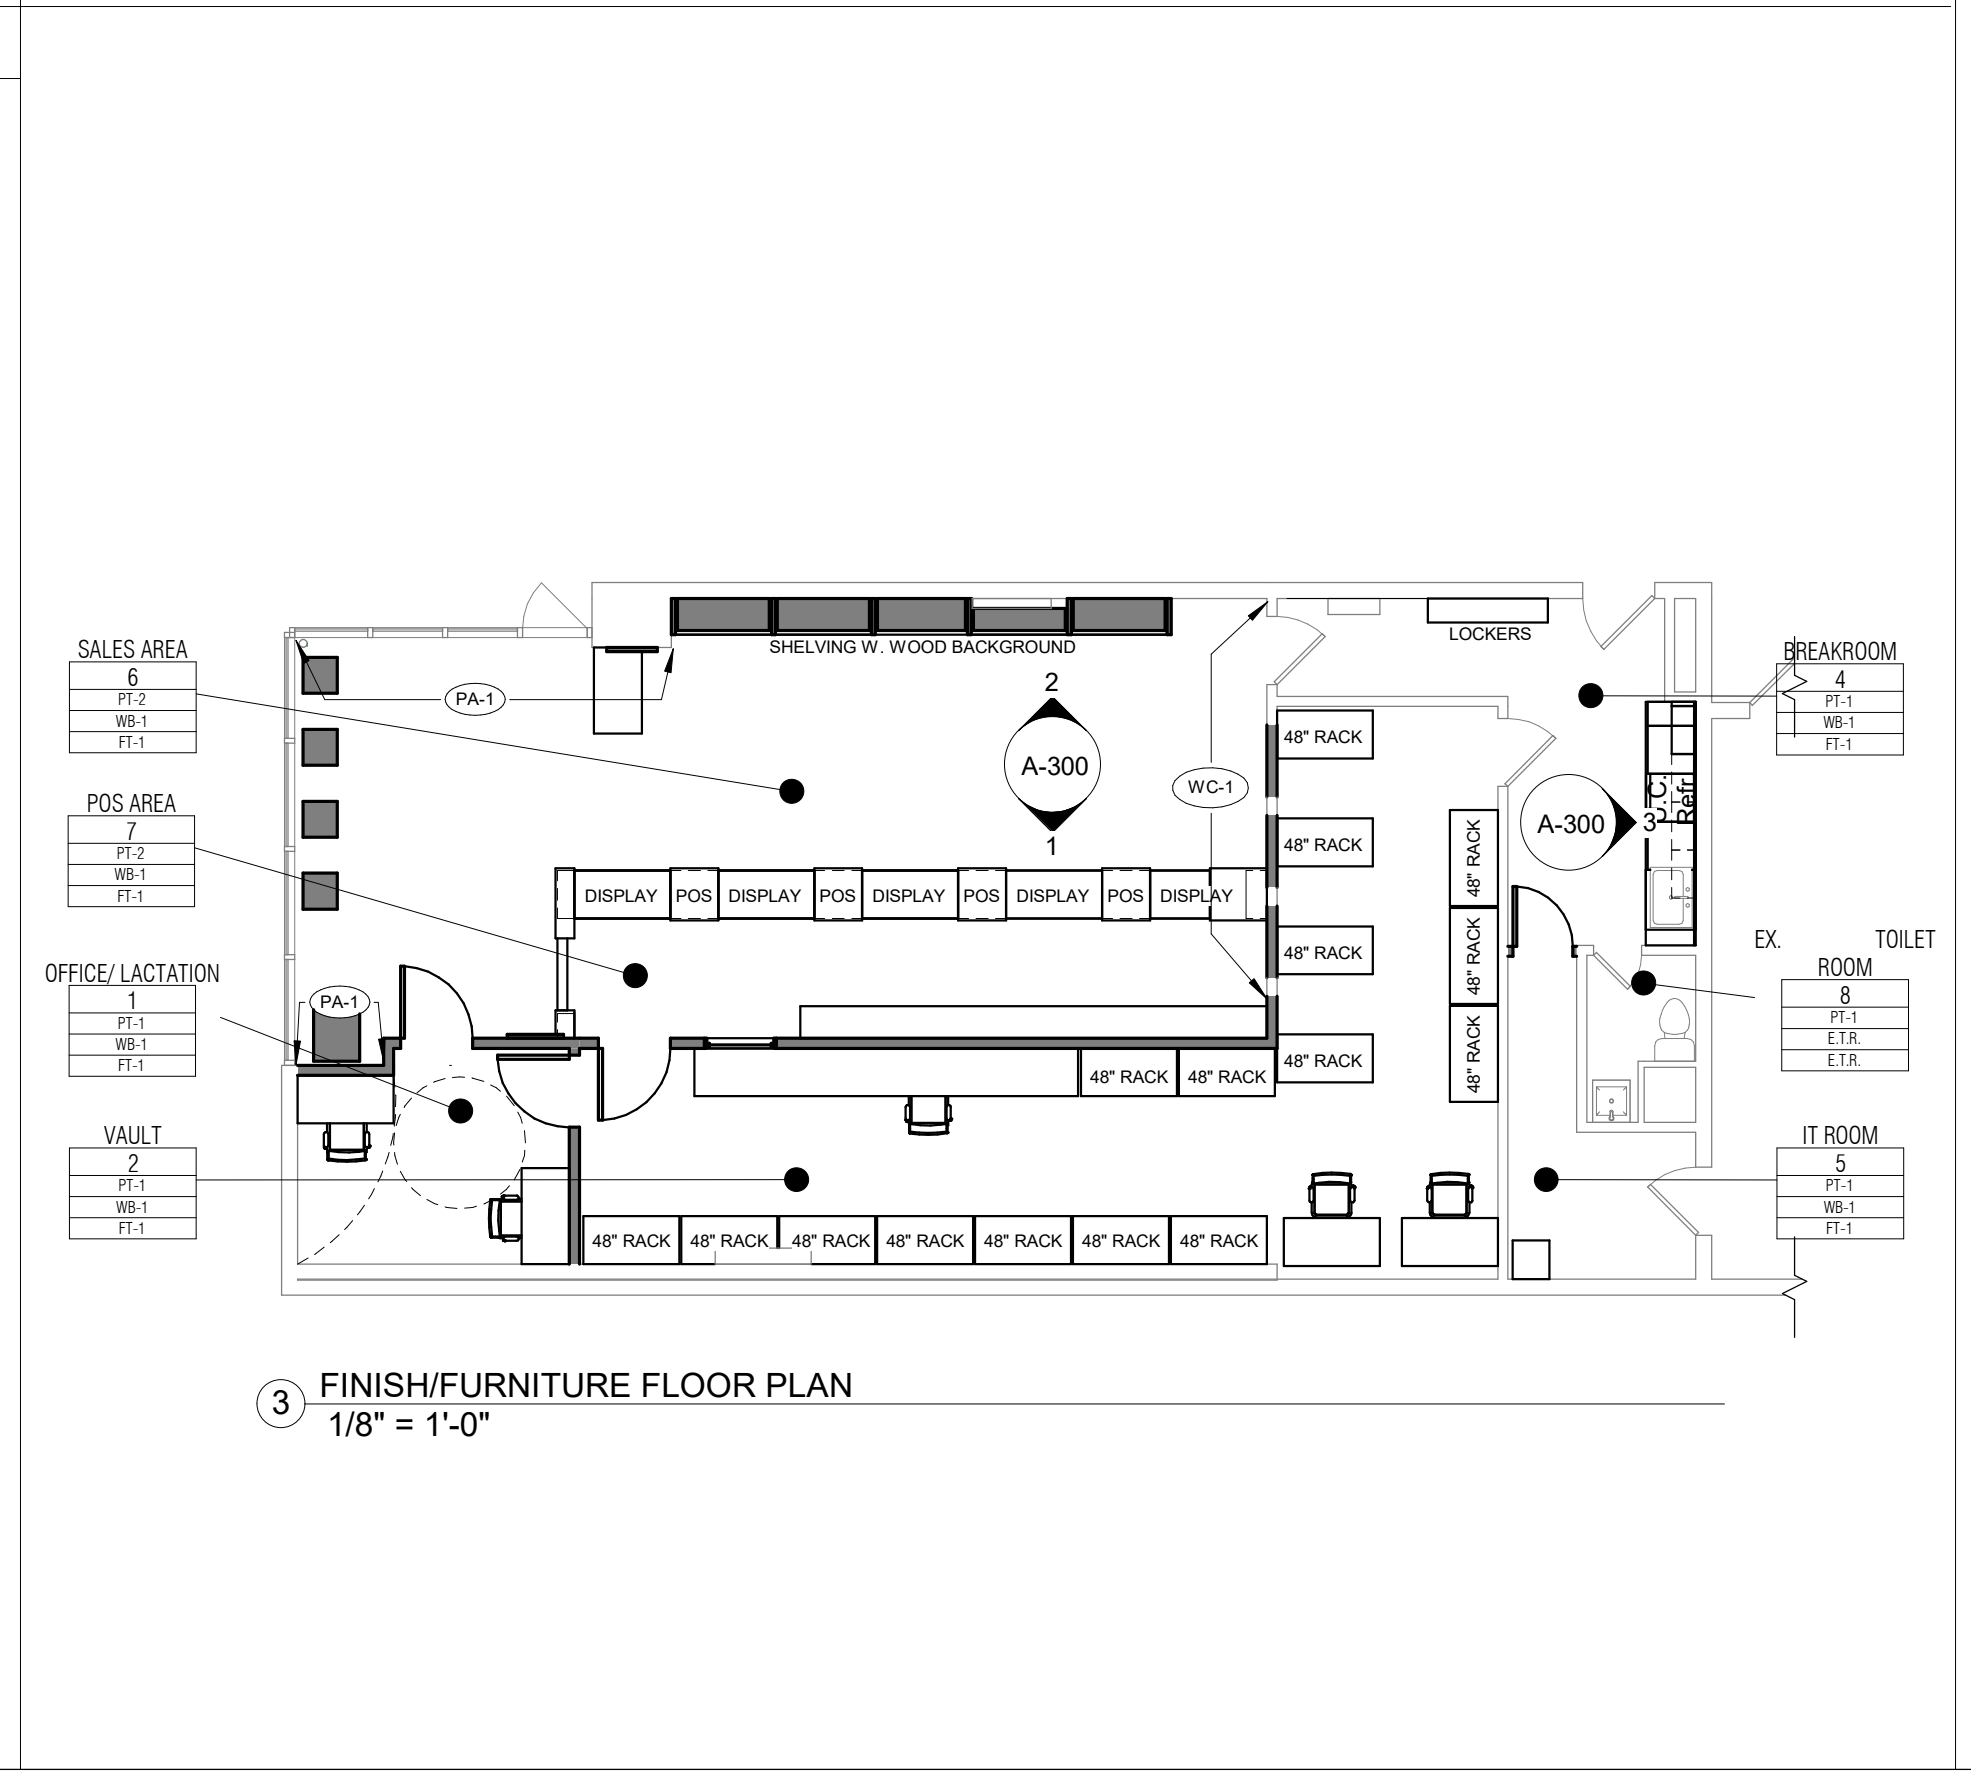 SALES AREA
6
PT-2
WB-1
FT-1
POS AREA
7
PT-2
WB-1
FT-1
OFFICE/ LACTATION
1
PT-1
WB-1
FT-1
VAULT
2
PT-1
WB-1
FT-1
PA-1
PA-1
SHELVING W. WOOD BACKGROUND
2
A-300
1
WC-1
LOCKERS
DISPLAY POS DISPLAY POS DISPLAY POS DISPLAY POS DISPLAY
48" RACK
48" RACK
48" RACK
48" RACK
48" RACK 48" RACK
48" RACK 48" RACK 48" RACK 48" RACK 48" RACK 48" RACK 48" RACK
48" RACK
48" RACK
48" RACK
A-300 3
Refr.
BREAKROOM
4
PT-1
WB-1
FT-1
EX. TOILET
ROOM
8
PT-1
E.T.R.
E.T.R.
IT ROOM
5
PT-1
WB-1
FT-1
3 FINISH/FURNITURE FLOOR PLAN
1/8" = 1'-0"